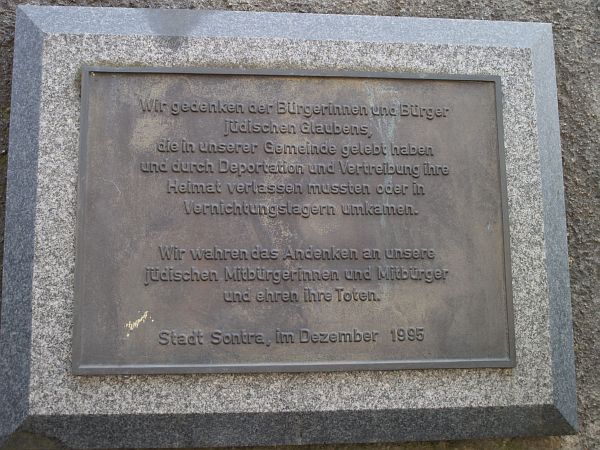 Wir gedenken der Bürgerinnen und Bürger
jüdischen Glaubens,
die in unserer Gemeinde gelebt haben
und durch Deportation und Vertreibung ihre
Heimat verlassen mussten oder in
Vernichtungslagern umkamen.
Wir wahren das Andenken an unsere
jüdischen Mitbürgerinnen und Mitbürger
und ehren ihre Toten.
Stadt Sontra, im Dezember 1995